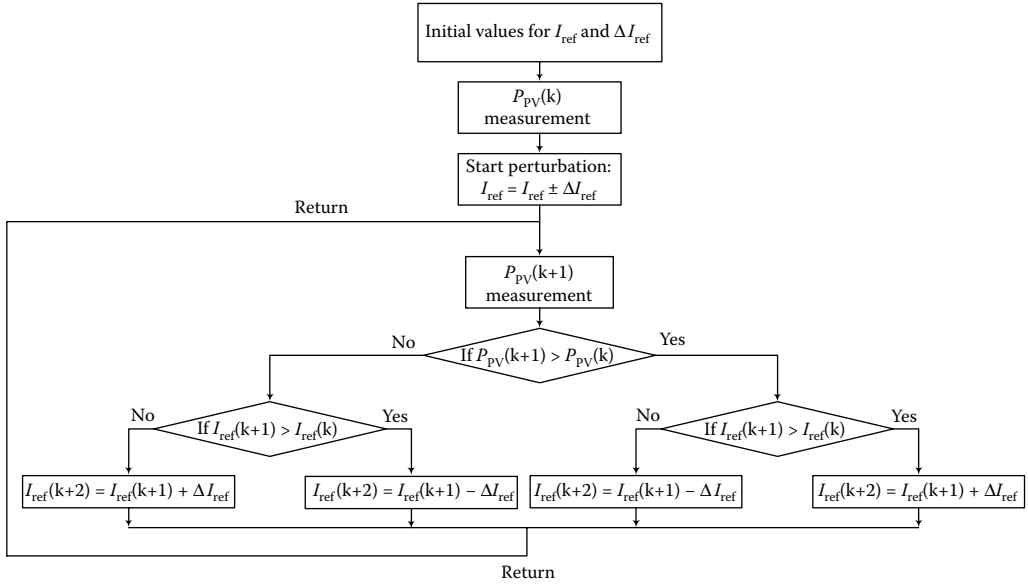 Initial values for I_ref and ΔI_ref
P_PV(k)
measurement
Start perturbation:
I_ref = I_ref ± ΔI_ref
Return
P_PV(k+1)
measurement
No
If P_PV(k+1) > P_PV(k)
Yes
No
If I_ref(k+1) > I_ref(k)
Yes
No
If I_ref(k+1) > I_ref(k)
Yes
I_ref(k+2) = I_ref(k+1) + ΔI_ref
I_ref(k+2) = I_ref(k+1) − ΔI_ref
I_ref(k+2) = I_ref(k+1) − ΔI_ref
I_ref(k+2) = I_ref(k+1) + ΔI_ref
Return